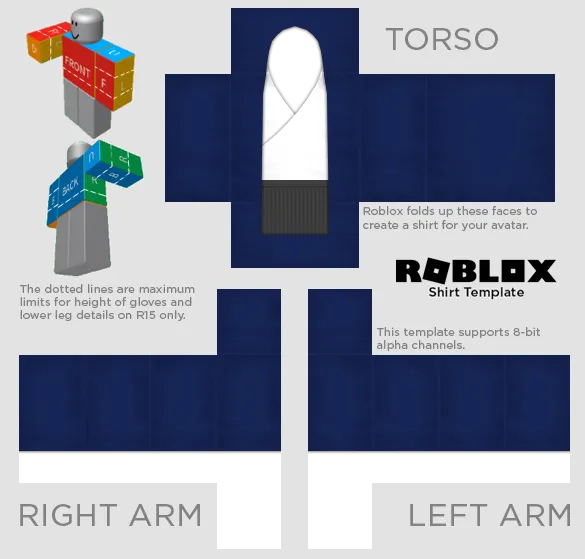 TORSO
FRONT
F
L
U
R
BACK
R
B
Roblox folds up these faces to
create a shirt for your avatar.
ROBLOX
Shirt Template
The dotted lines are maximum
limits for height of gloves and
lower leg details on R15 only.
This template supports 8-bit
alpha channels.
RIGHT ARM
LEFT ARM